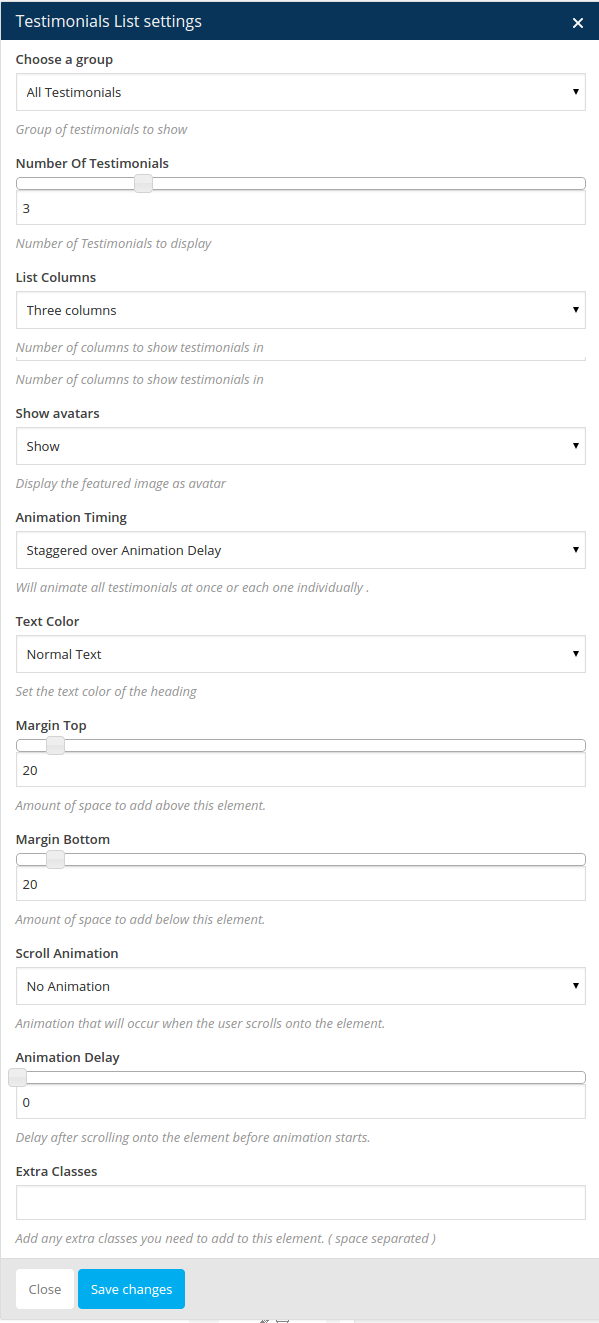 Testimonials List settings ×
Choose a group
All Testimonials
Group of testimonials to show
Number Of Testimonials
3
Number of Testimonials to display
List Columns
Three columns
Number of columns to show testimonials in
Number of columns to show testimonials in
Show avatars
Show
Display the featured image as avatar
Animation Timing
Staggered over Animation Delay
Will animate all testimonials at once or each one individually .
Text Color
Normal Text
Set the text color of the heading
Margin Top
20
Amount of space to add above this element.
Margin Bottom
20
Amount of space to add below this element.
Scroll Animation
No Animation
Animation that will occur when the user scrolls onto the element.
Animation Delay
0
Delay after scrolling onto the element before animation starts.
Extra Classes
Add any extra classes you need to add to this element. ( space separated )
Close Save changes